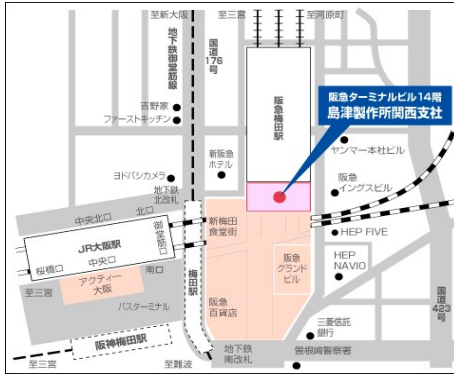 至新大阪
至三宮
至河原町
地下鉄御堂筋線
国道
176
号
吉野家
ファーストキッチン
阪急梅田駅
阪急ターミナルビル14階
島津製作所関西支社
新阪急
ホテル
ヤンマー本社ビル
ヨドバシカメラ
地下鉄
北改札
阪急
イングスビル
中央北口
北口
御堂筋口
新梅田
食堂街
JR大阪駅
HEP FIVE
桜橋口
中央口
阪急
グランド
ビル
HEP
NAVIO
至三宮
アクティー
大阪
南口
梅田駅
阪急
百貨店
国道
423
号
バスターミナル
三菱信託
銀行
阪神梅田駅
地下鉄
南改札
曽根崎警察署
至三宮
至難波